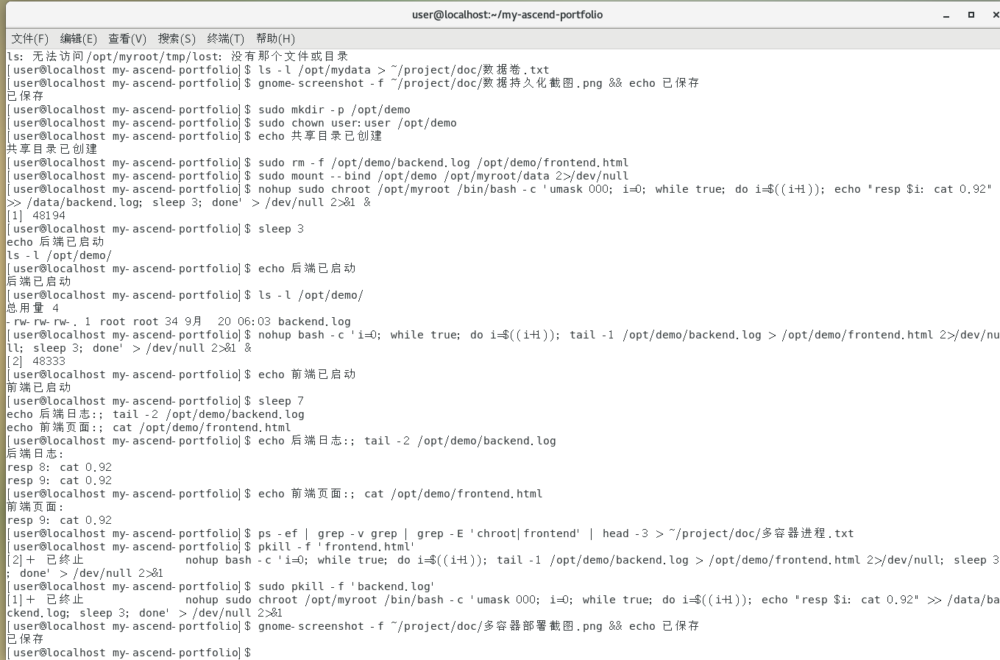 user@localhost:~/my-ascend-portfolio
文件(F) 编辑(E) 查看(V) 搜索(S) 终端(T) 帮助(H)
ls: 无法访问/opt/myroot/tmp/lost: 没有那个文件或目录
[user@localhost my-ascend-portfolio]$ ls -l /opt/mydata > ~/project/doc/数据卷.txt
[user@localhost my-ascend-portfolio]$ gnome-screenshot -f ~/project/doc/数据持久化截图.png && echo 已保存
已保存
[user@localhost my-ascend-portfolio]$ sudo mkdir -p /opt/demo
[user@localhost my-ascend-portfolio]$ sudo chown user:user /opt/demo
[user@localhost my-ascend-portfolio]$ echo 共享目录已创建
共享目录已创建
[user@localhost my-ascend-portfolio]$ sudo rm -f /opt/demo/backend.log /opt/demo/frontend.html
[user@localhost my-ascend-portfolio]$ sudo mount --bind /opt/demo /opt/myroot/data 2>/dev/null
[user@localhost my-ascend-portfolio]$ nohup sudo chroot /opt/myroot /bin/bash -c 'umask 000; i=0; while true; do i=$((i+1)); echo "resp $i: cat 0.92"
>> /data/backend.log; sleep 3; done' > /dev/null 2>&1 &
[1] 48194
[user@localhost my-ascend-portfolio]$ sleep 3
echo 后端已启动
ls -l /opt/demo/
[user@localhost my-ascend-portfolio]$ echo 后端已启动
后端已启动
[user@localhost my-ascend-portfolio]$ ls -l /opt/demo/
总用量 4
-rw-rw-rw-. 1 root root 34 9月  20 06:03 backend.log
[user@localhost my-ascend-portfolio]$ nohup bash -c 'i=0; while true; do i=$((i+1)); tail -1 /opt/demo/backend.log > /opt/demo/frontend.html 2>/dev/nu
ll; sleep 3; done' > /dev/null 2>&1 &
[2] 48333
[user@localhost my-ascend-portfolio]$ echo 前端已启动
前端已启动
[user@localhost my-ascend-portfolio]$ sleep 7
echo 后端日志:; tail -2 /opt/demo/backend.log
echo 前端页面:; cat /opt/demo/frontend.html
[user@localhost my-ascend-portfolio]$ echo 后端日志:; tail -2 /opt/demo/backend.log
后端日志:
resp 8: cat 0.92
resp 9: cat 0.92
[user@localhost my-ascend-portfolio]$ echo 前端页面:; cat /opt/demo/frontend.html
前端页面:
resp 9: cat 0.92
[user@localhost my-ascend-portfolio]$ ps -ef | grep -v grep | grep -E 'chroot|frontend' | head -3 > ~/project/doc/多容器进程.txt
[user@localhost my-ascend-portfolio]$ pkill -f 'frontend.html'
[2]+ 已终止               nohup bash -c 'i=0; while true; do i=$((i+1)); tail -1 /opt/demo/backend.log > /opt/demo/frontend.html 2>/dev/null; sleep 3
; done' > /dev/null 2>&1
[user@localhost my-ascend-portfolio]$ sudo pkill -f 'backend.log'
[1]+ 已终止               nohup sudo chroot /opt/myroot /bin/bash -c 'umask 000; i=0; while true; do i=$((i+1)); echo "resp $i: cat 0.92" >> /data/ba
ckend.log; sleep 3; done' > /dev/null 2>&1
[user@localhost my-ascend-portfolio]$ gnome-screenshot -f ~/project/doc/多容器部署截图.png && echo 已保存
已保存
[user@localhost my-ascend-portfolio]$